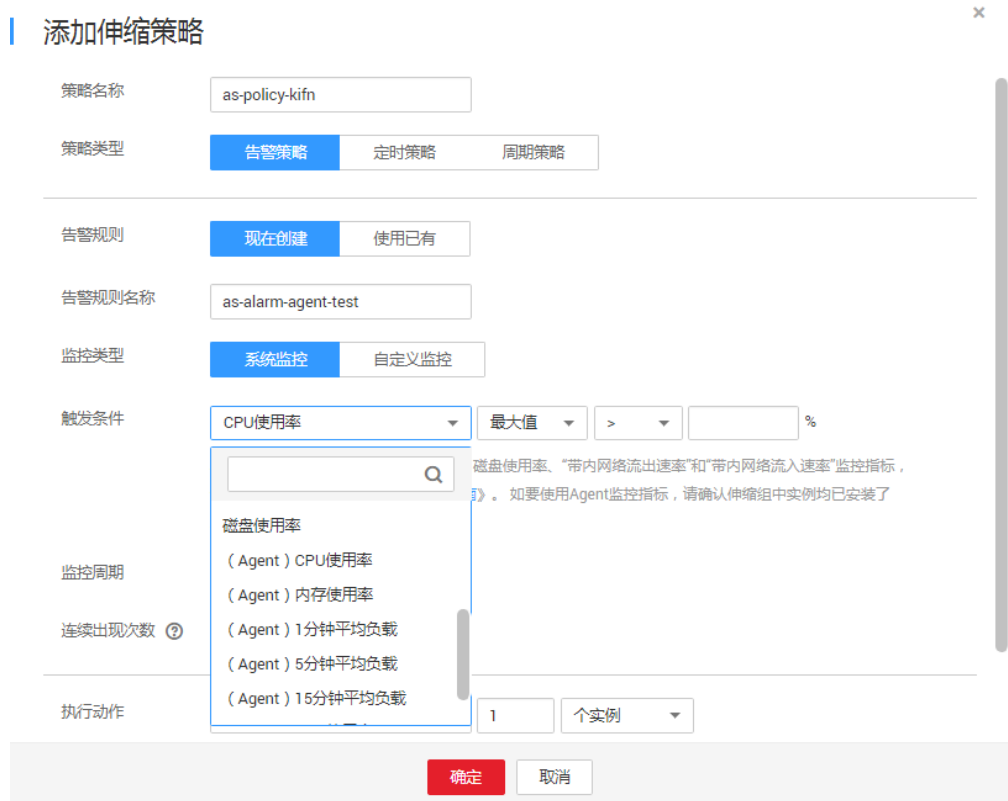 添加伸缩策略
×
策略名称
as-policy-kifn
策略类型
告警策略 定时策略 周期策略
告警规则
现在创建 使用已有
告警规则名称
as-alarm-agent-test
监控类型
系统监控 自定义监控
触发条件
CPU使用率 最大值 > %
磁盘使用率、“带内网络流出速率”和“带内网络流入速率”监控指标，
》。 如要使用Agent监控指标，请确认伸缩组中实例均已安装了
磁盘使用率
（Agent）CPU使用率
（Agent）内存使用率
（Agent）1分钟平均负载
（Agent）5分钟平均负载
（Agent）15分钟平均负载
监控周期
连续出现次数 ?
执行动作
1 个实例
确定 取消